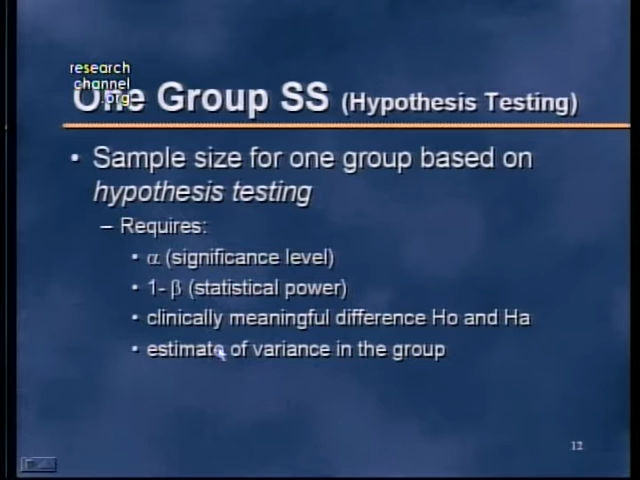 research
channel
.org
One Group SS (Hypothesis Testing)
• Sample size for one group based on
hypothesis testing
– Requires:
• α (significance level)
• 1- β (statistical power)
• clinically meaningful difference Ho and Ha
• estimate of variance in the group
12